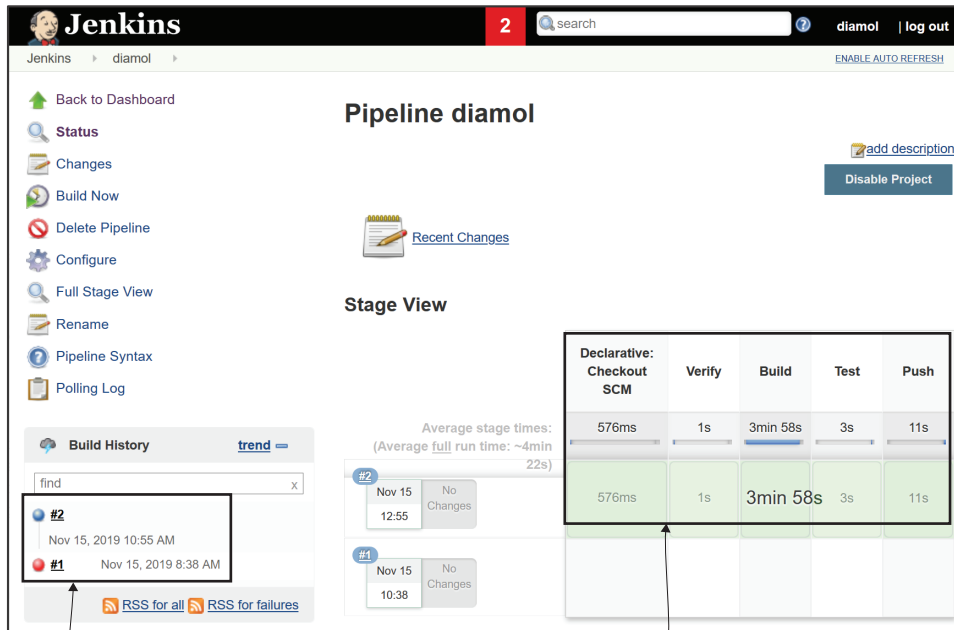 Jenkins
2
search
diamol
| log out
Jenkins
diamol
ENABLE AUTO REFRESH
Back to Dashboard
Status
Changes
Build Now
Delete Pipeline
Configure
Full Stage View
Rename
Pipeline Syntax
Polling Log
Build History
trend
find
x
#2
Nov 15, 2019 10:55 AM
#1
Nov 15, 2019 8:38 AM
RSS for all
RSS for failures
Pipeline diamol
add description
Disable Project
Recent Changes
Stage View
Declarative:
Checkout
SCM
Verify
Build
Test
Push
Average stage times:
(Average full run time: ~4min
22s)
576ms
1s
3min 58s
3s
11s
#2
Nov 15
12:55
No
Changes
576ms
1s
3min 58s
3s
11s
#1
Nov 15
10:38
No
Changes